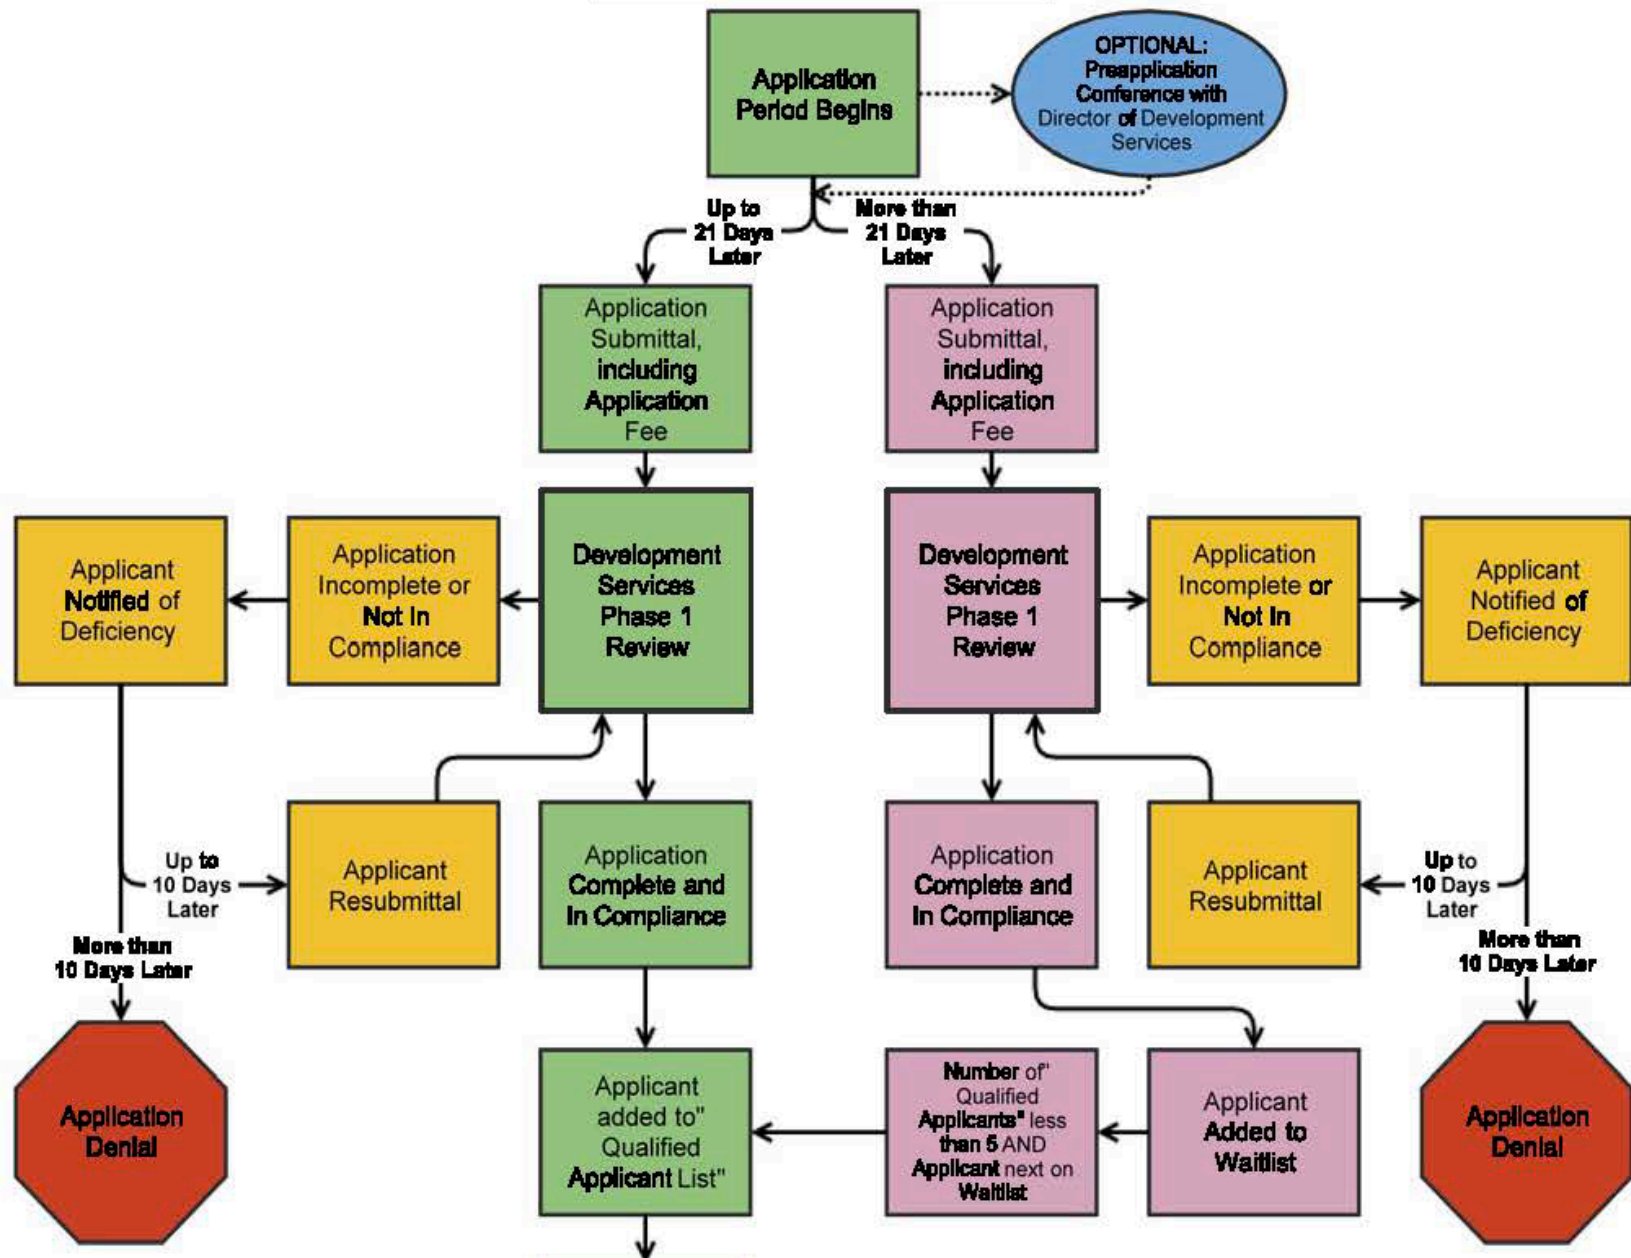 Application
Period Begins
OPTIONAL:
Preapplication
Conference with
Director of Development
Services
Up to
21 Days
Later
More than
21 Days
Later
Application
Submittal,
including
Application
Fee
Application
Submittal,
including
Application
Fee
Applicant
Notified of
Deficiency
Application
Incomplete or
Not In
Compliance
Development
Services
Phase 1
Review
Development
Services
Phase 1
Review
Application
Incomplete or
Not In
Compliance
Applicant
Notified of
Deficiency
Up to
10 Days
Later
More than
10 Days Later
Applicant
Resubmittal
Application
Complete and
In Compliance
Application
Complete and
In Compliance
Applicant
Resubmittal
Up to
10 Days
Later
More than
10 Days Later
Application
Denial
Applicant
added to"
Qualified
Applicant List"
Number of"
Qualified
Applicants" less
than 5 AND
Applicant next on
Waitlist
Applicant
Added to
Waitlist
Application
Denial